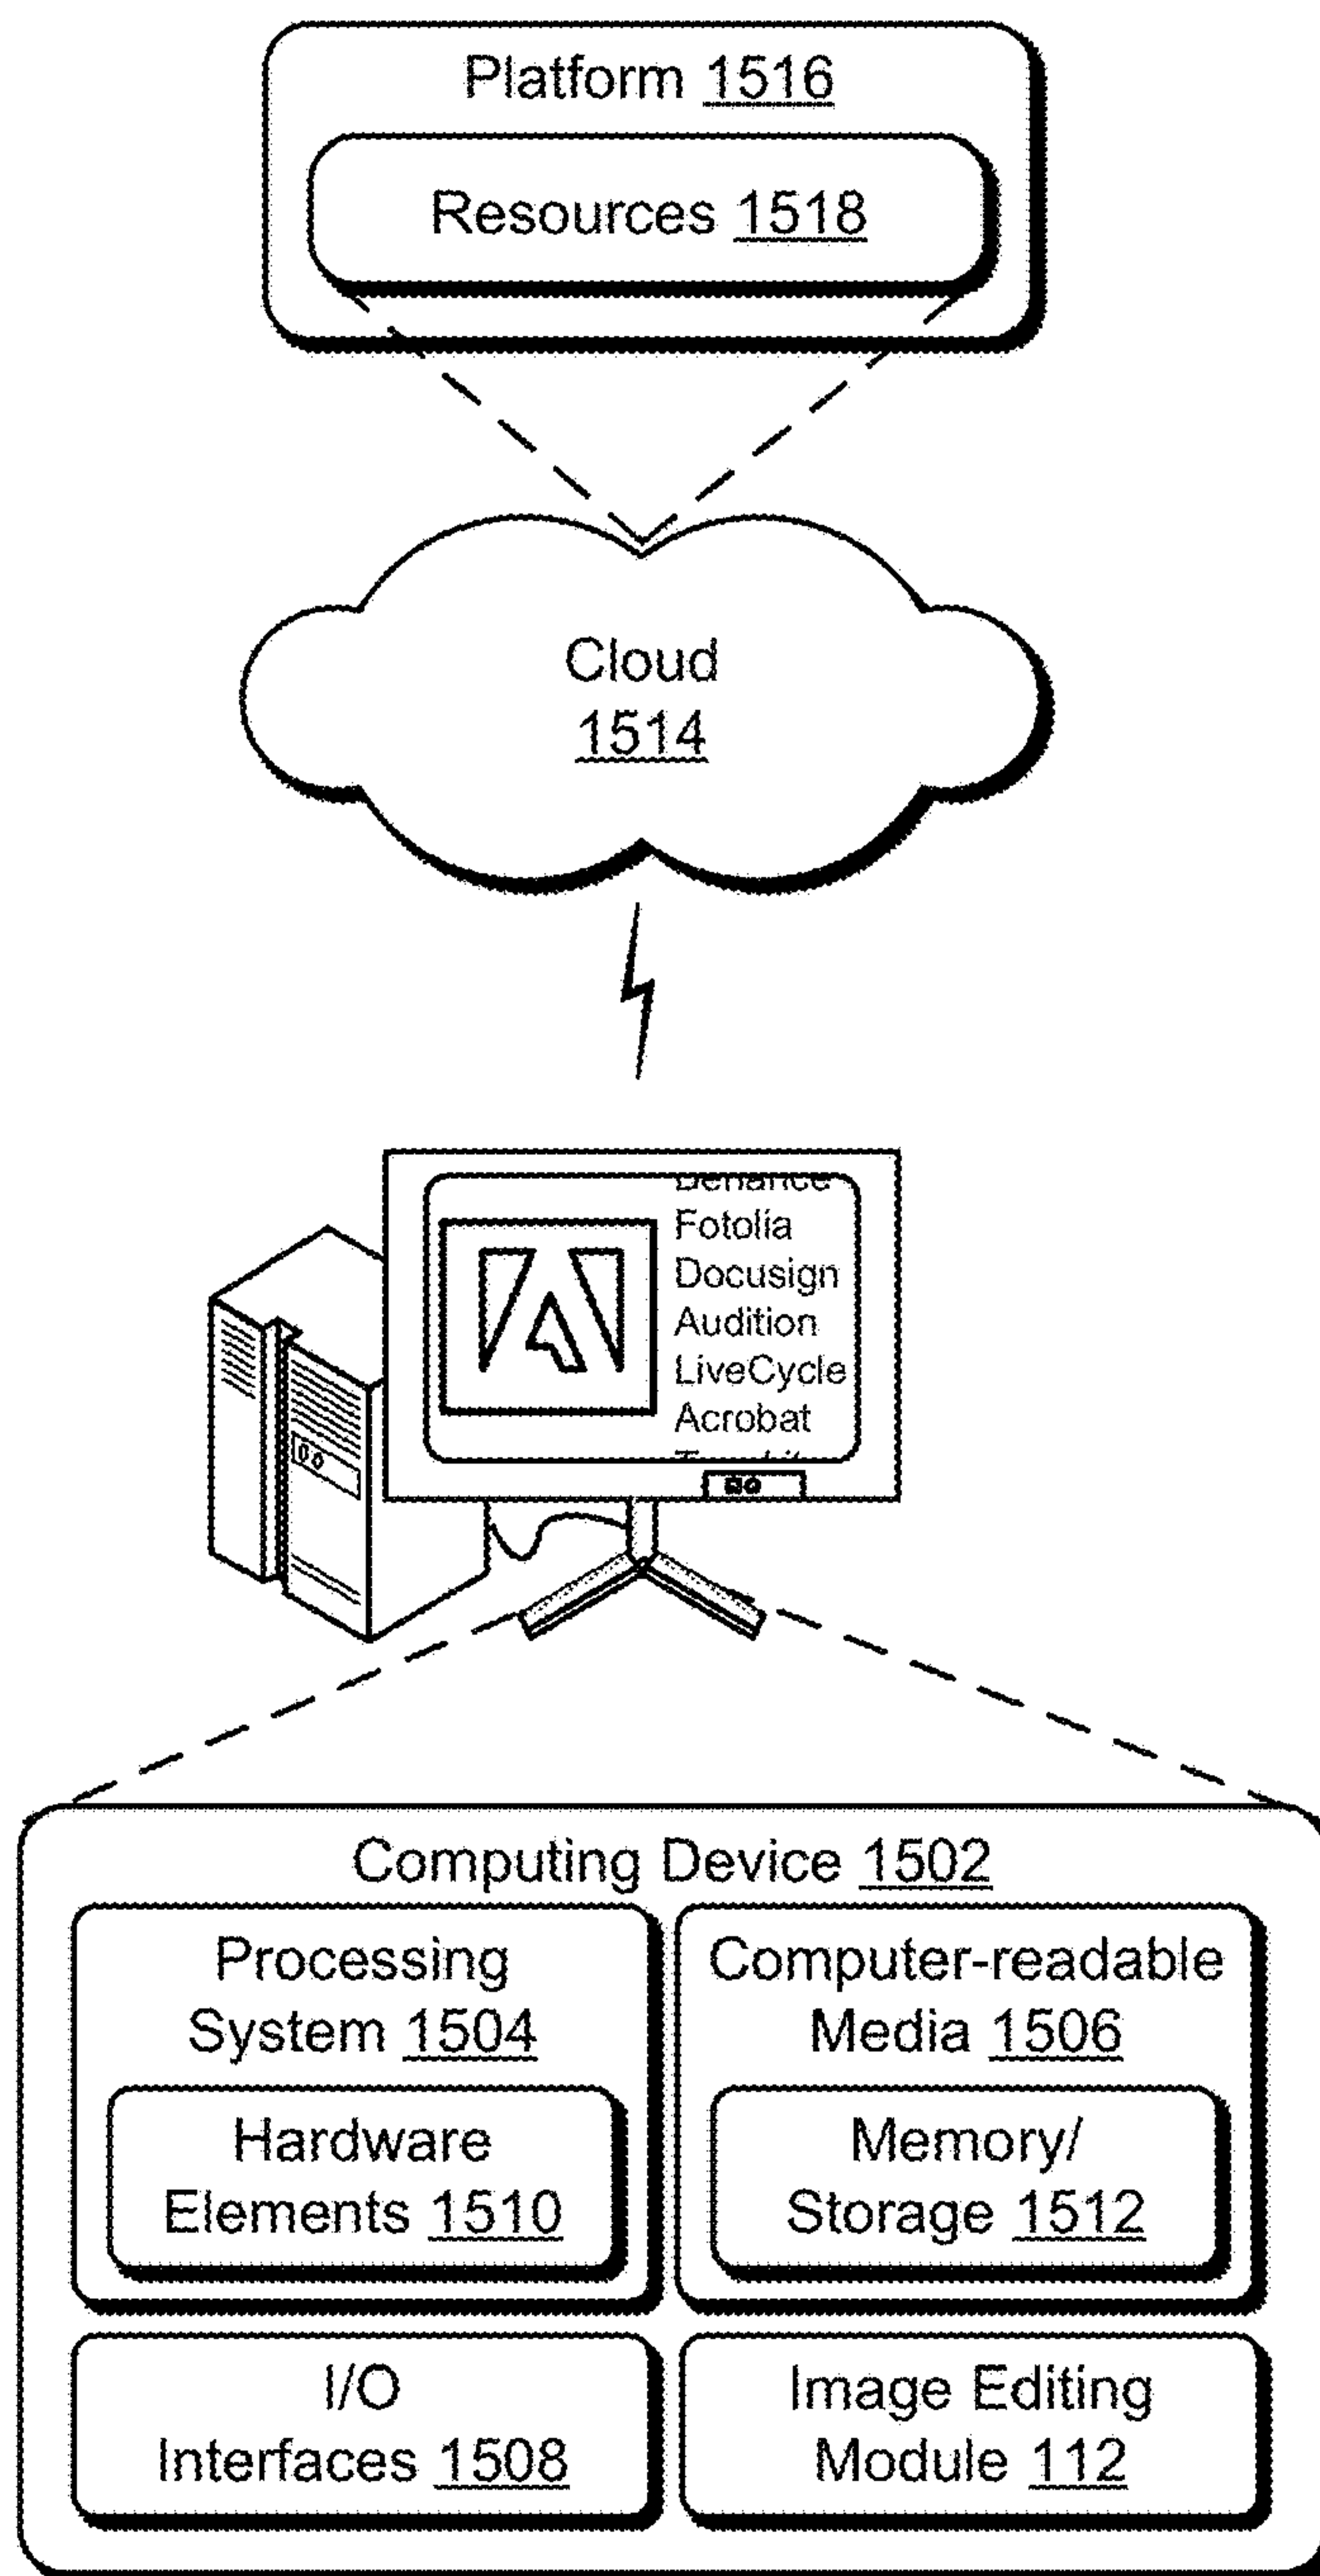 Platform 1516
Resources 1518
Cloud
1514
Fotolia
Docusign
Audition
LiveCycle
Acrobat
Computing Device 1502
Processing
System 1504
Hardware
Elements 1510
Computer-readable
Media 1506
Memory/
Storage 1512
I/O
Interfaces 1508
Image Editing
Module 112